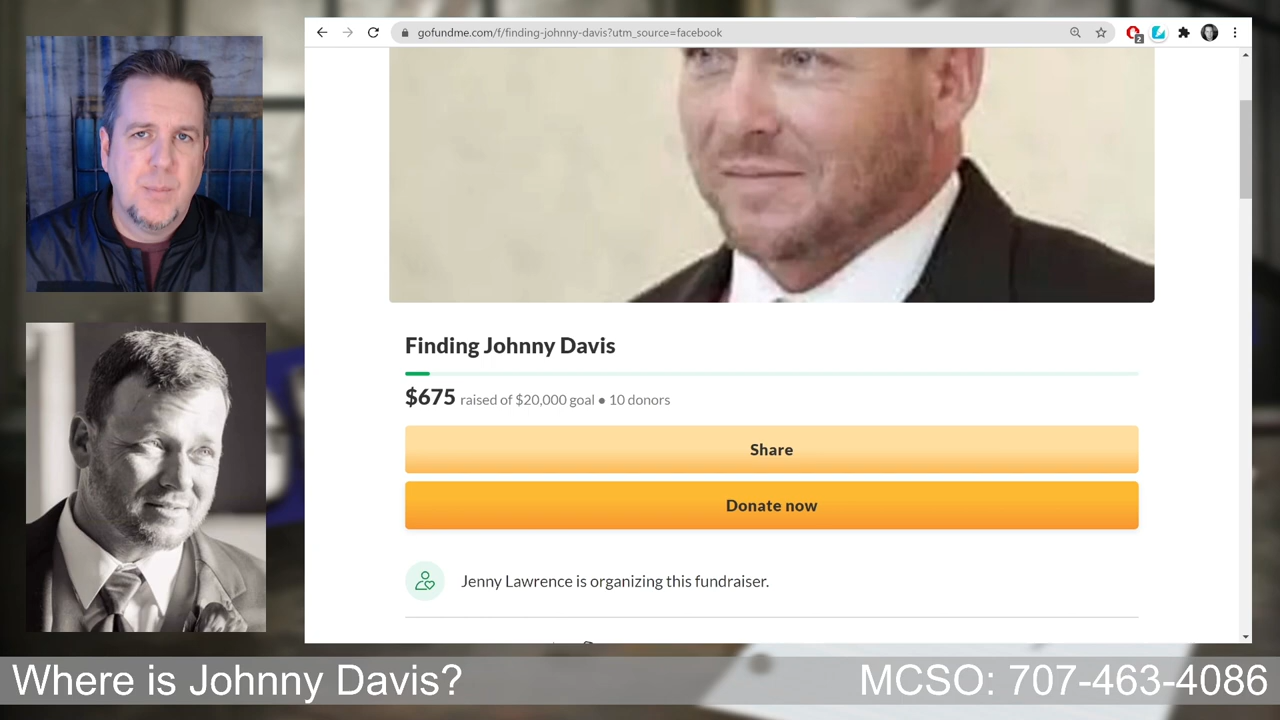 gofundme.com/f/finding-johnny-davis?utm_source=facebook
2
Finding Johnny Davis
$675 raised of $20,000 goal • 10 donors
Share
Donate now
Jenny Lawrence is organizing this fundraiser.
Where is Johnny Davis?
MCSO: 707-463-4086